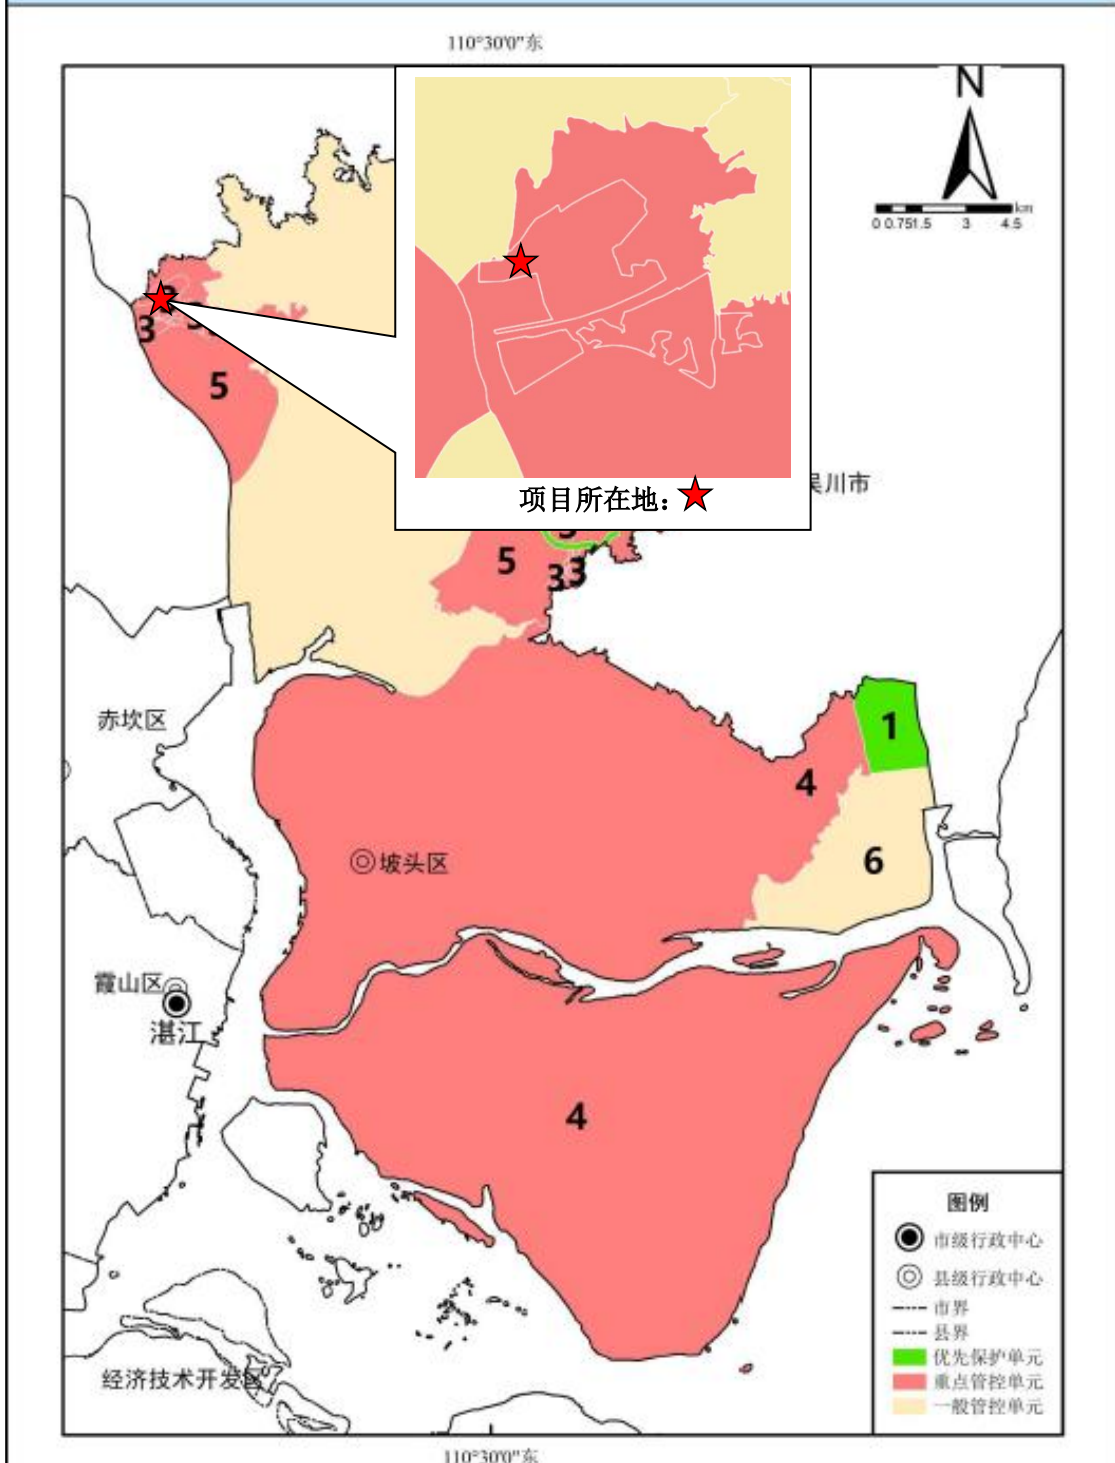 110°30'0"东
N
km
0 0.75 1.5 3 4.5
3
3
5
项目所在地：
吴川市
5
3
3
1
赤坎区
4
坡头区
6
霞山区
湛江
4
图例
市级行政中心
县级行政中心
市界
县界
优先保护单元
重点管控单元
一般管控单元
经济技术开发区
110°30'0"东